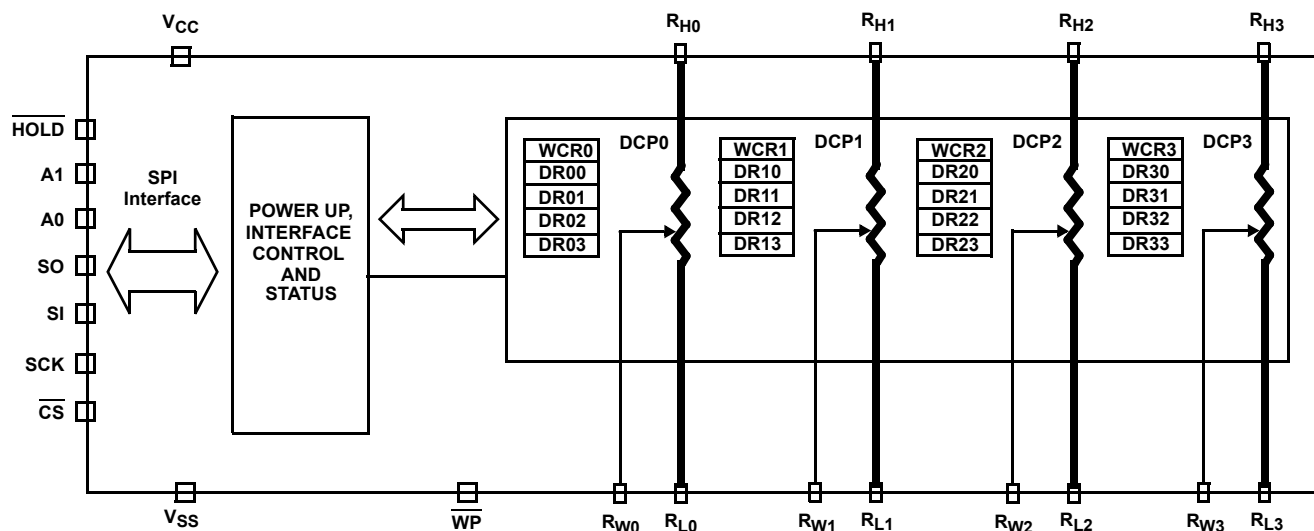 VCC
RH0
RH1
RH2
RH3
HOLD
A1
A0
SO
SI
SCK
CS
SPI
Interface
POWER UP,
INTERFACE
CONTROL
AND
STATUS
WCR0
DR00
DR01
DR02
DR03
DCP0
WCR1
DR10
DR11
DR12
DR13
DCP1
WCR2
DR20
DR21
DR22
DR23
DCP2
WCR3
DR30
DR31
DR32
DR33
DCP3
VSS
WP
RW0
RL0
RW1
RL1
RW2
RL2
RW3
RL3